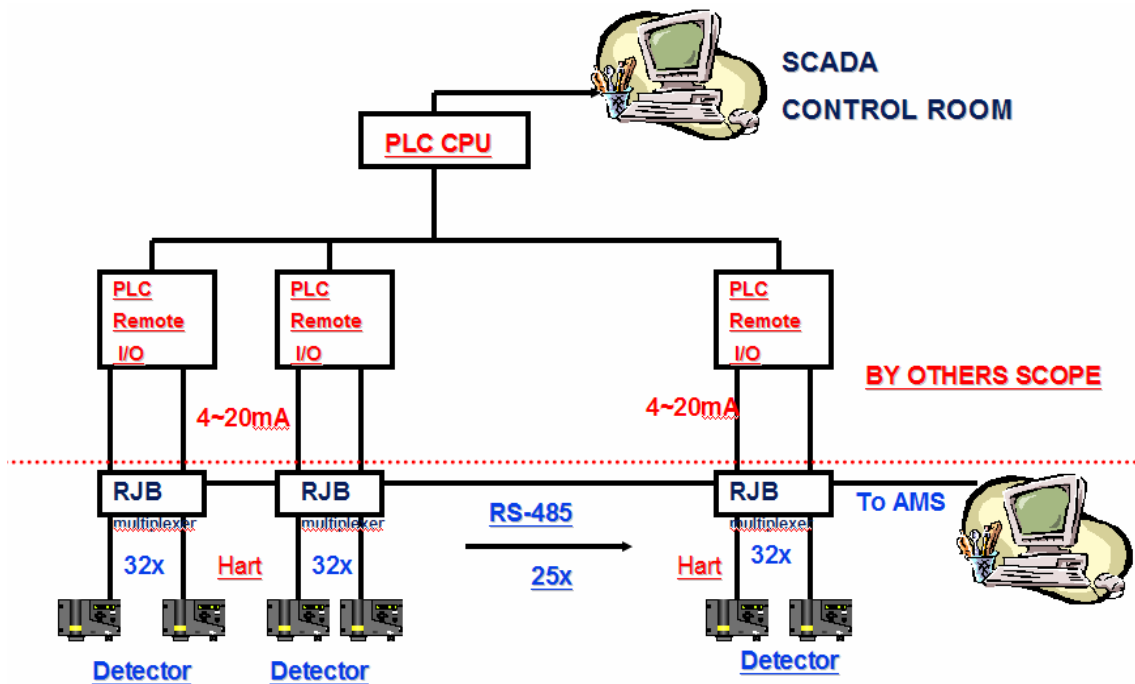 SCADA
CONTROL ROOM
PLC CPU
PLC
Remote
I/O
PLC
Remote
I/O
PLC
Remote
I/O
BY OTHERS SCOPE
4~20mA
4~20mA
RJB
multiplexer
RJB
multiplexer
RJB
multiplexer
To AMS
RS-485
25x
32x
Hart
32x
Hart
32x
Detector
Detector
Detector